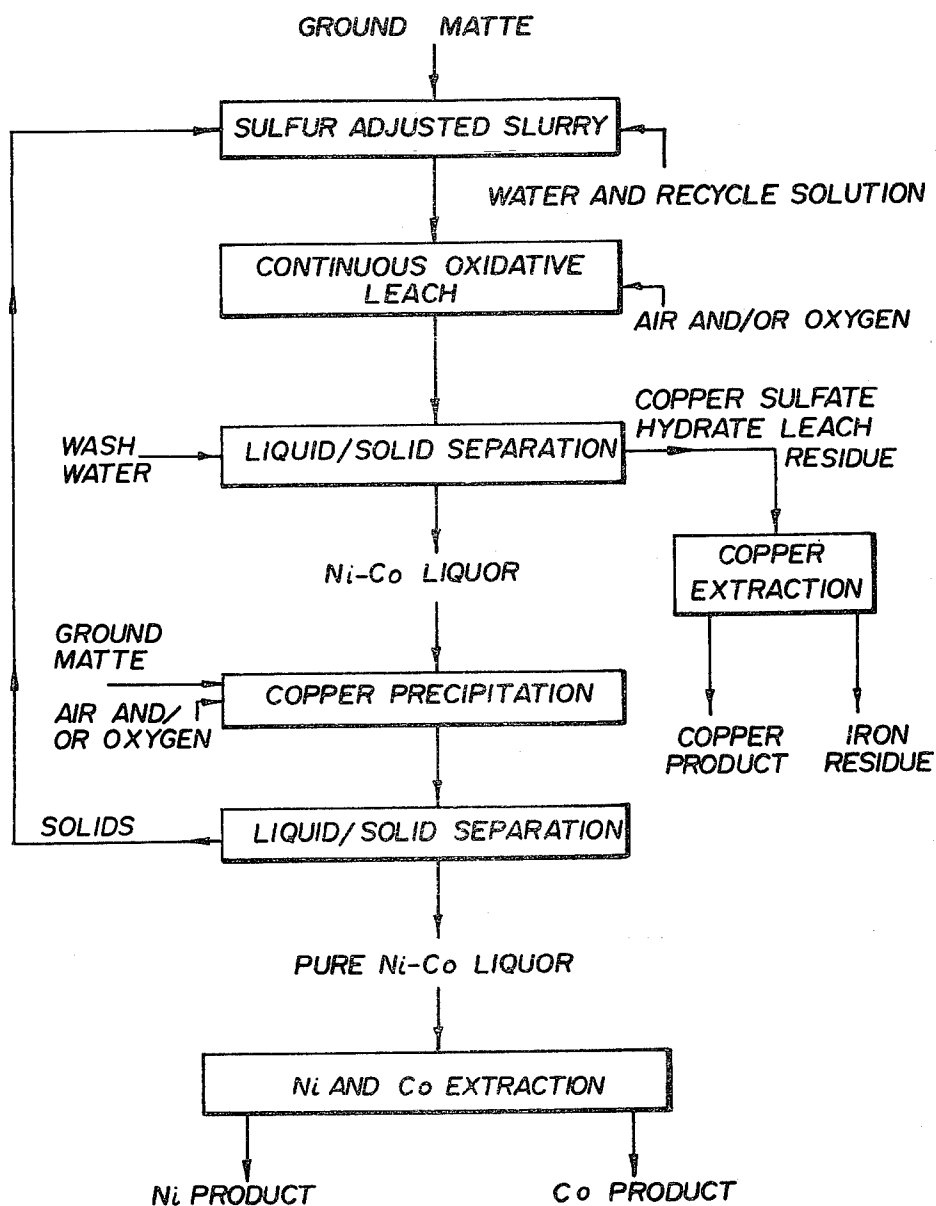 GROUND MATTE
SULFUR ADJUSTED SLURRY
WATER AND RECYCLE SOLUTION
CONTINUOUS OXIDATIVE
LEACH
AIR AND/OR OXYGEN
COPPER SULFATE
HYDRATE LEACH
RESIDUE
WASH
WATER
LIQUID/SOLID SEPARATION
COPPER
EXTRACTION
Ni-Co LIQUOR
GROUND
MATTE
COPPER PRECIPITATION
AIR AND/
OR OXYGEN
COPPER
PRODUCT
IRON
RESIDUE
SOLIDS
LIQUID/SOLID SEPARATION
PURE Ni-Co LIQUOR
Ni AND Co EXTRACTION
Ni PRODUCT
Co PRODUCT